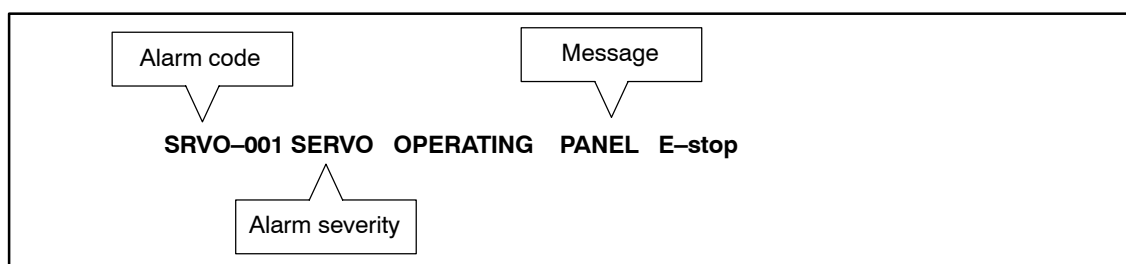 Alarm code
Message
SRVO–001 SERVO OPERATING PANEL E–stop
Alarm severity